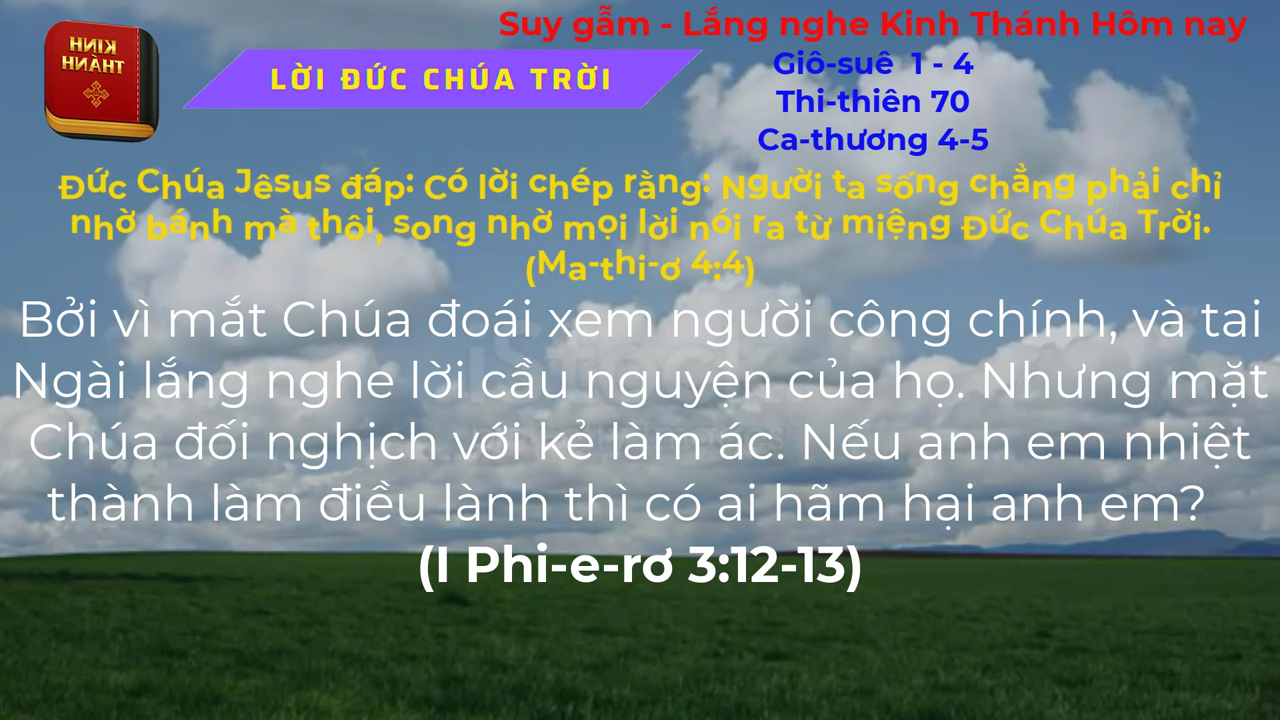 KINH
THÁNH
LỜI ĐỨC CHÚA TRỜI
Suy gẫm - Lắng nghe Kinh Thánh Hôm nay
Giô-suê 1 - 4
Thi-thiên 70
Ca-thương 4-5
Đức Chúa Jêsus đáp: Có lời chép rằng: Người ta sống chẳng phải chỉ
nhờ bánh mà thôi, song nhờ mọi lời nói ra từ miệng Đức Chúa Trời.
(Ma-thi-ơ 4:4)
Bởi vì mắt Chúa đoái xem người công chính, và tai
Ngài lắng nghe lời cầu nguyện của họ. Nhưng mặt
Chúa đối nghịch với kẻ làm ác. Nếu anh em nhiệt
thành làm điều lành thì có ai hãm hại anh em?
(I Phi-e-rơ 3:12-13)